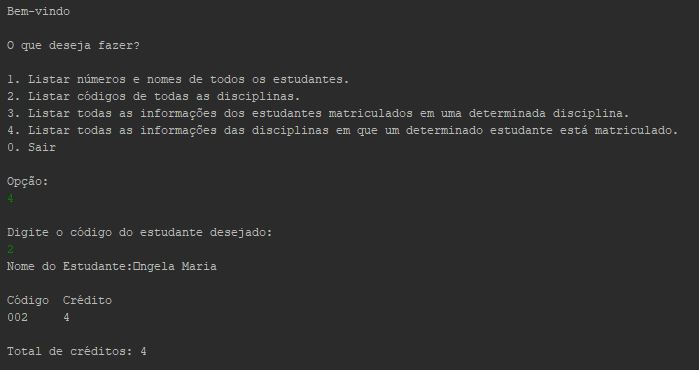 Bem-vindo
O que deseja fazer?
1. Listar números e nomes de todos os estudantes.
2. Listar códigos de todas as disciplinas.
3. Listar todas as informações dos estudantes matriculados em uma determinada disciplina.
4. Listar todas as informações das disciplinas em que um determinado estudante está matriculado.
0. Sair
Opção:
4
Digite o código do estudante desejado:
2
Nome do Estudante:▯ngela Maria
Código  Crédito
002     4
Total de créditos: 4